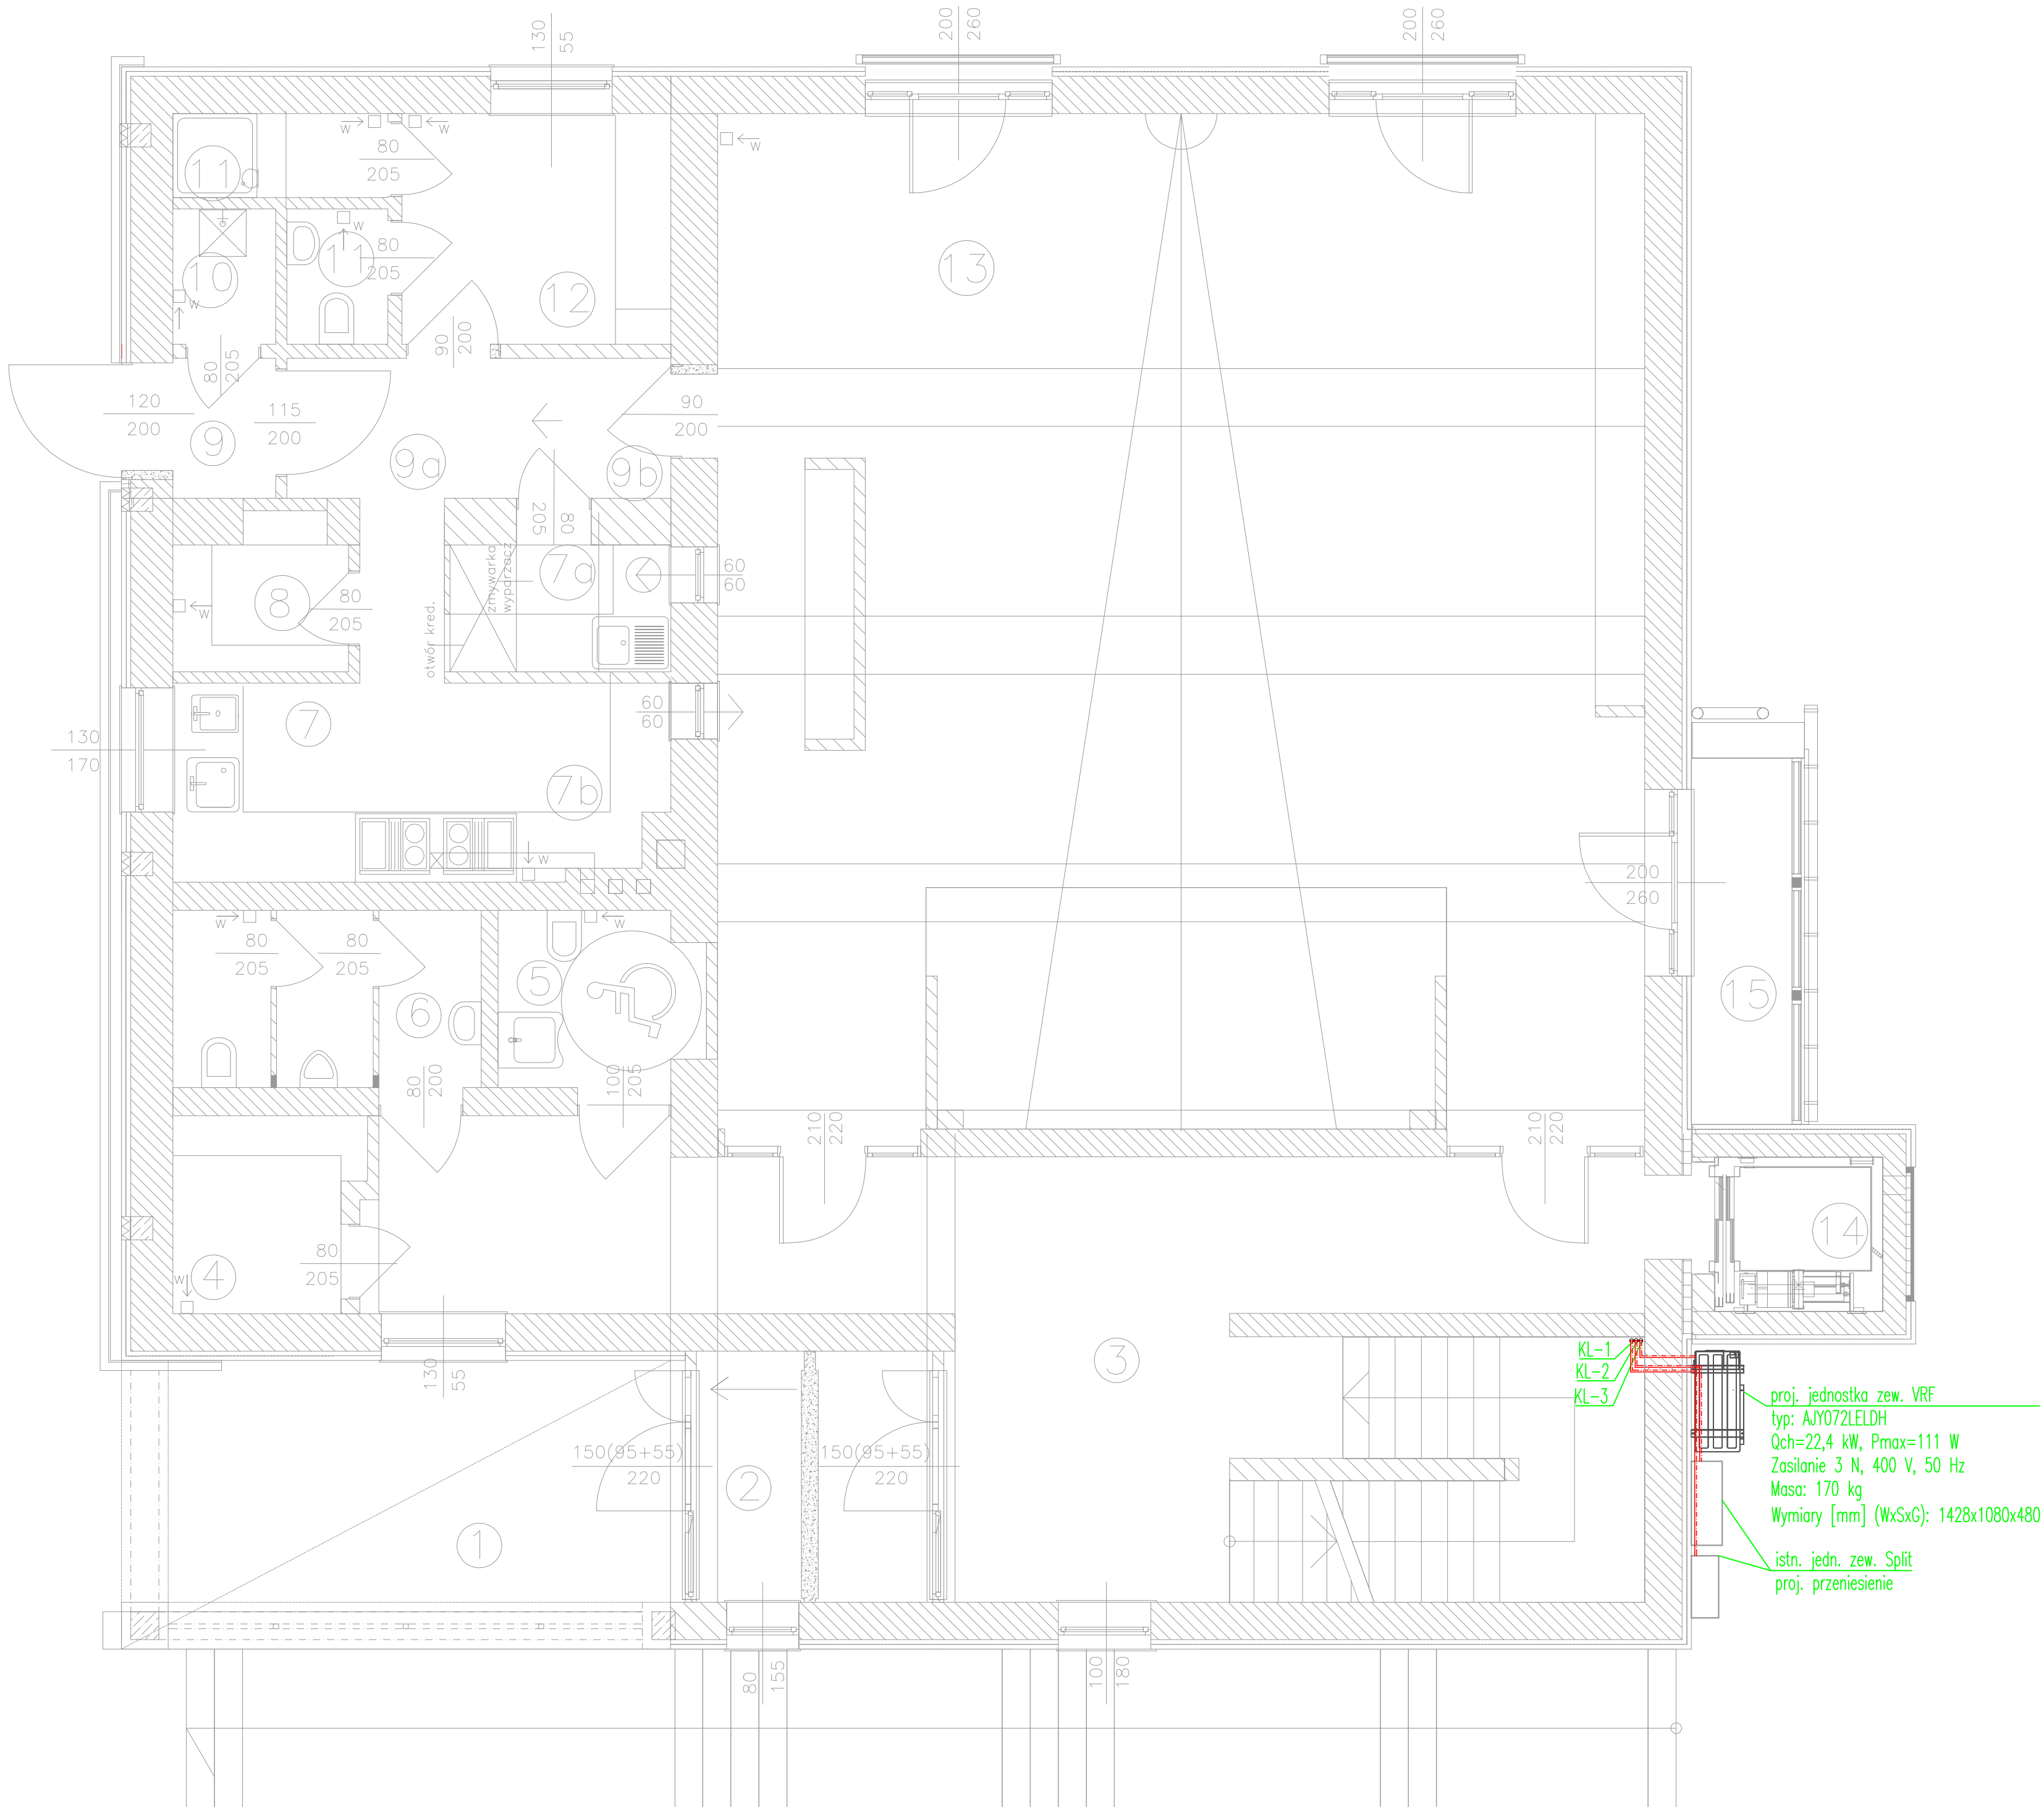 130
55
200
260
200
260
W
W
80
205
W
11a
W
80
205
11
10
W
12
13
90
200
80
205
120
200
115
200
90
200
9
9a
9b
80
205
zmywarka
wyparzacz
7a
60
60
8
80
205
W
otwór kred.
60
60
7
130
170
7b
W
200
260
W
80
205
80
205
W
5
6
15
80
200
100
205
210
220
210
220
14
4
80
205
W
130
55
3
KL-1
KL-2
KL-3
proj. jednostka zew. VRF
typ: AJY072LELDH
Qch=22,4 kW, Pmax=111 W
Zasilanie 3 N, 400 V, 50 Hz
Masa: 170 kg
Wymiary [mm] (WxSxG): 1428x1080x480
150(95+55)
220
150(95+55)
220
2
1
istn. jedn. zew. Split
proj. przeniesienie
80
155
100
180